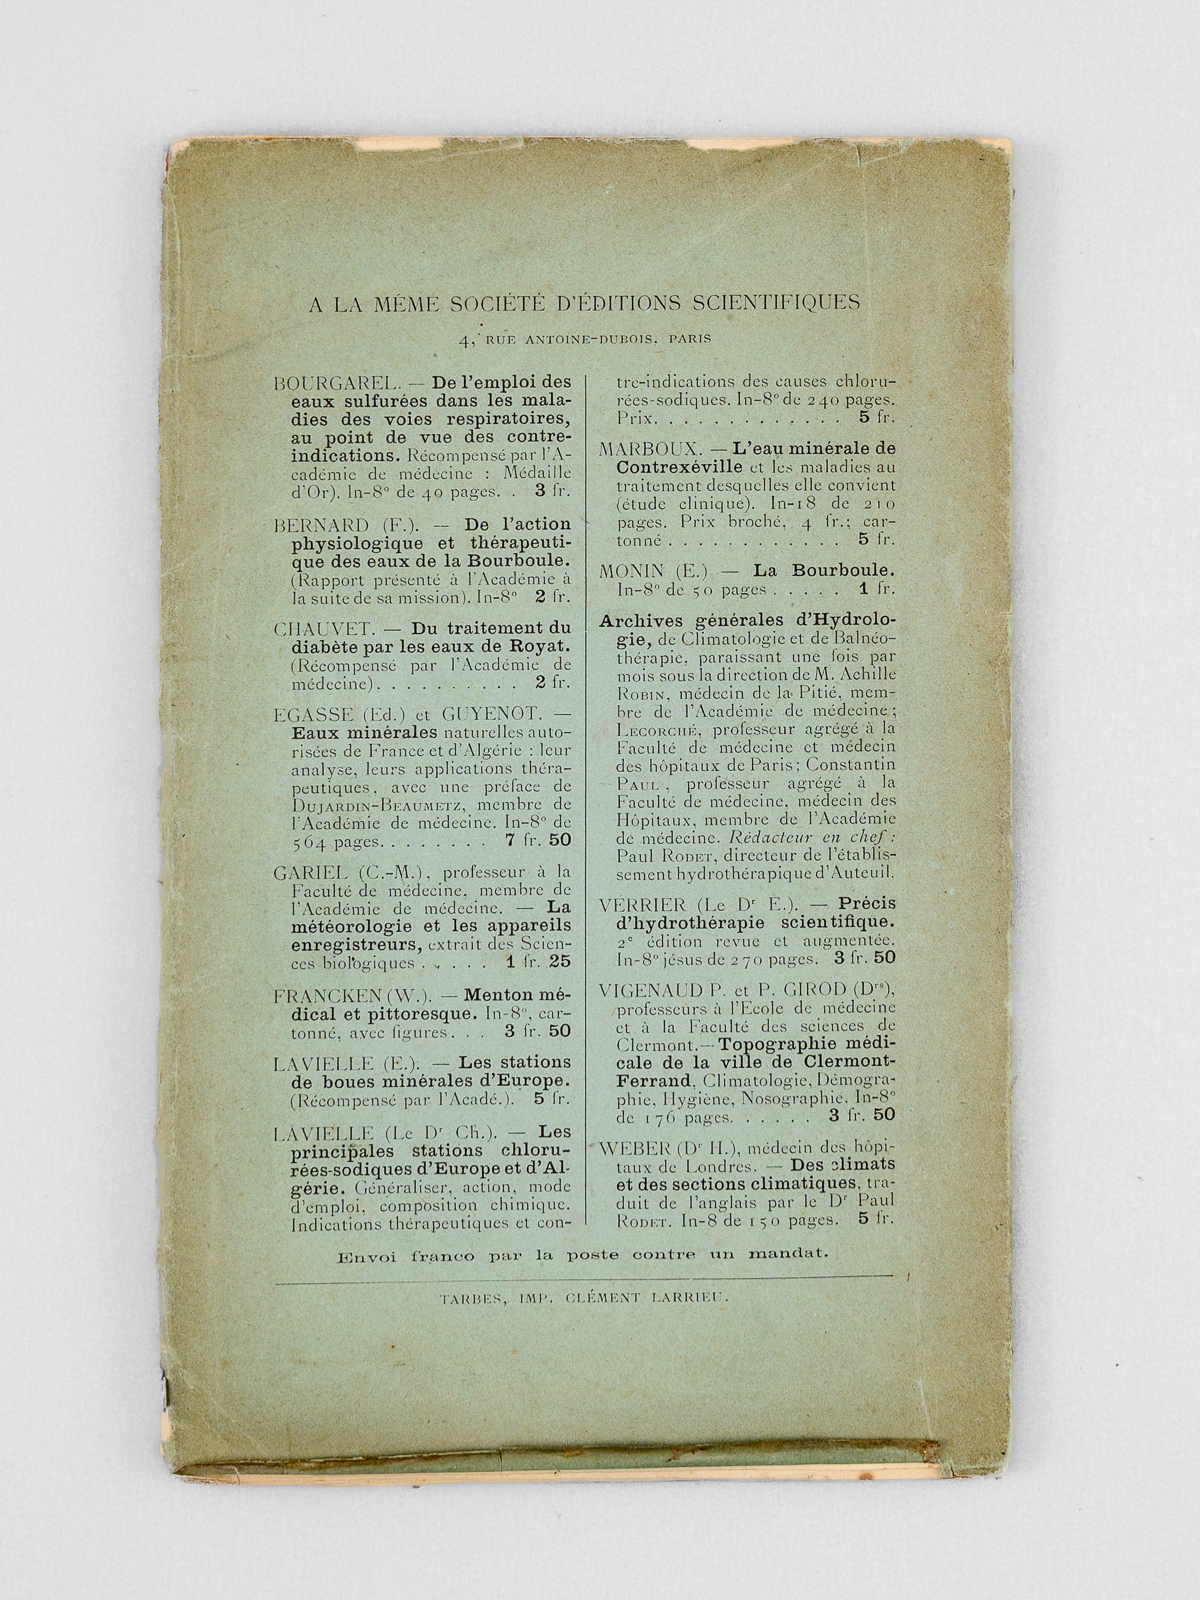 A LA MÊME SOCIÉTÉ D'ÉDITIONS SCIENTIFIQUES
4, RUE ANTOINE-DUBOIS. PARIS
BOURGAREL. — De l'emploi des
eaux sulfurées dans les mala-
dies des voies respiratoires,
au point de vue des contre-
indications. Récompensé par l'A-
cadémie de médecine : Médaille
d'Or). In-8º de 40 pages. . 3 fr.
BERNARD (F.). — De l'action
physiologique et thérapeuti-
que des eaux de la Bourboule.
(Rapport présenté à l'Académie à
la suite de sa mission). In-8º 2 fr.
CHAUVET. — Du traitement du
diabète par les eaux de Royat.
(Récompensé par l'Académie de
médecine). . . . . . . . . . 2 fr.
EGASSE (Ed.) et GUYENOT. —
Eaux minérales naturelles auto-
risées de France et d'Algérie : leur
analyse, leurs applications théra-
peutiques, avec une préface de
DUJARDIN-BEAUMETZ, membre de
l'Académie de médecine. In-8º de
564 pages. . . . . . . . 7 fr. 50
GARIEL (C.-M.), professeur à la
Faculté de médecine, membre de
l'Académie de médecine. — La
météorologie et les appareils
enregistreurs, extrait des Scien-
ces biologiques . . . . . 1 fr. 25
FRANCKEN (W.). — Menton mé-
dical et pittoresque. In-8º, car-
tonné, avec figures. . . 3 fr. 50
LAVIELLE (E.). — Les stations
de boues minérales d'Europe.
(Récompensé par l'Acadé.). 5 fr.
LAVIELLE (Le Dr Ch.). — Les
principales stations chloru-
rées-sodiques d'Europe et d'Al-
gérie. Généraliser, action, mode
d'emploi, composition chimique.
Indications thérapeutiques et con-
tre-indications des causes chloru-
rées-sodiques. In-8º de 240 pages.
Prix. . . . . . . . . . . . . 5 fr.
MARBOUX. — L'eau minérale de
Contrexéville et les maladies au
traitement desquelles elle convient
(étude clinique). In-18 de 210
pages. Prix broché, 4 fr.; car-
tonné . . . . . . . . . . . . 5 fr.
MONIN (E.) — La Bourboule.
In-8º de 50 pages . . . . . 1 fr.
Archives générales d'Hydrolo-
gie, de Climatologie et de Balnéo-
thérapie, paraissant une fois par
mois sous la direction de M. Achille
ROBIN, médecin de la Pitié, mem-
bre de l'Académie de médecine ;
LECORCHÉ, professeur agrégé à la
Faculté de médecine et médecin
des hôpitaux de Paris; Constantin
PAUL, professeur agrégé à la
Faculté de médecine, médecin des
Hôpitaux, membre de l'Académie
de médecine. Rédacteur en chef :
Paul RODET, directeur de l'établis-
sement hydrothérapique d'Auteuil.
VERRIER (Le Dr E.). — Précis
d'hydrothérapie scientifique.
2e édition revue et augmentée.
In-8º jésus de 270 pages. 3 fr. 50
VIGENAUD P. et P. GIROD (Drs),
professeurs à l'Ecole de médecine
et à la Faculté des sciences de
Clermont.— Topographie médi-
cale de la ville de Clermont-
Ferrand, Climatologie, Démogra-
phie, Hygiène, Nosographie. In-8º
de 176 pages. . . . . . 3 fr. 50
WEBER (Dr H.), médecin des hôpi-
taux de Londres. — Des climats
et des sections climatiques, tra-
duit de l'anglais par le Dr Paul
RODET. In-8 de 150 pages. 5 fr.
Envoi franco par la poste contre un mandat.
TARBES, IMP. CLÉMENT LARRIEU.